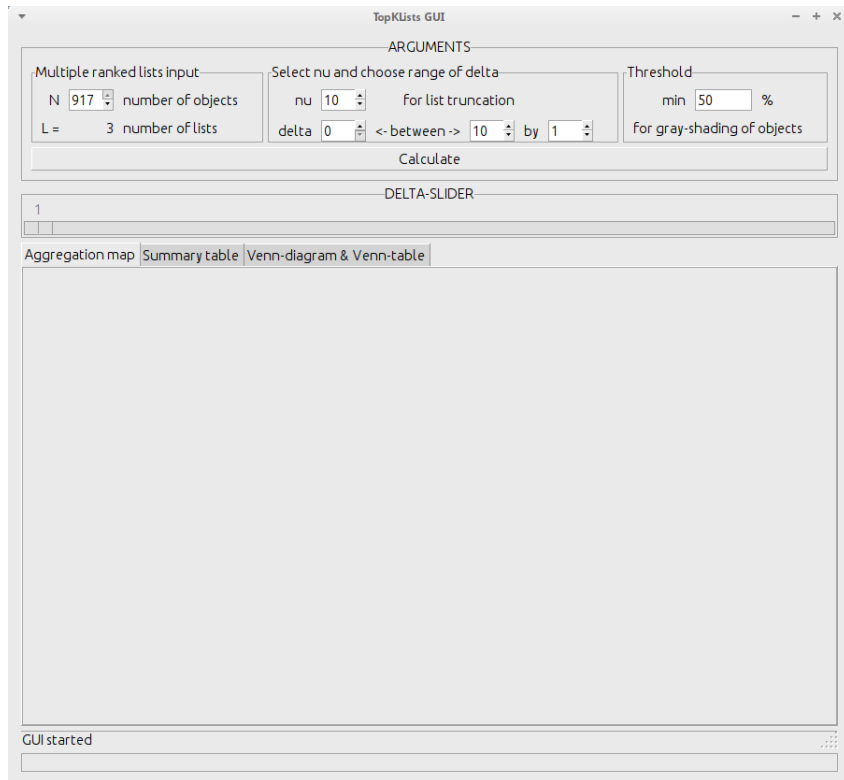 TopKLists GUI
ARGUMENTS
Multiple ranked lists input
N 917 number of objects
L = 3 number of lists
Select nu and choose range of delta
nu 10 for list truncation
delta 0 <- between -> 10 by 1
Threshold
min 50 %
for gray-shading of objects
Calculate
DELTA-SLIDER
1
Aggregation map Summary table Venn-diagram & Venn-table
GUI started